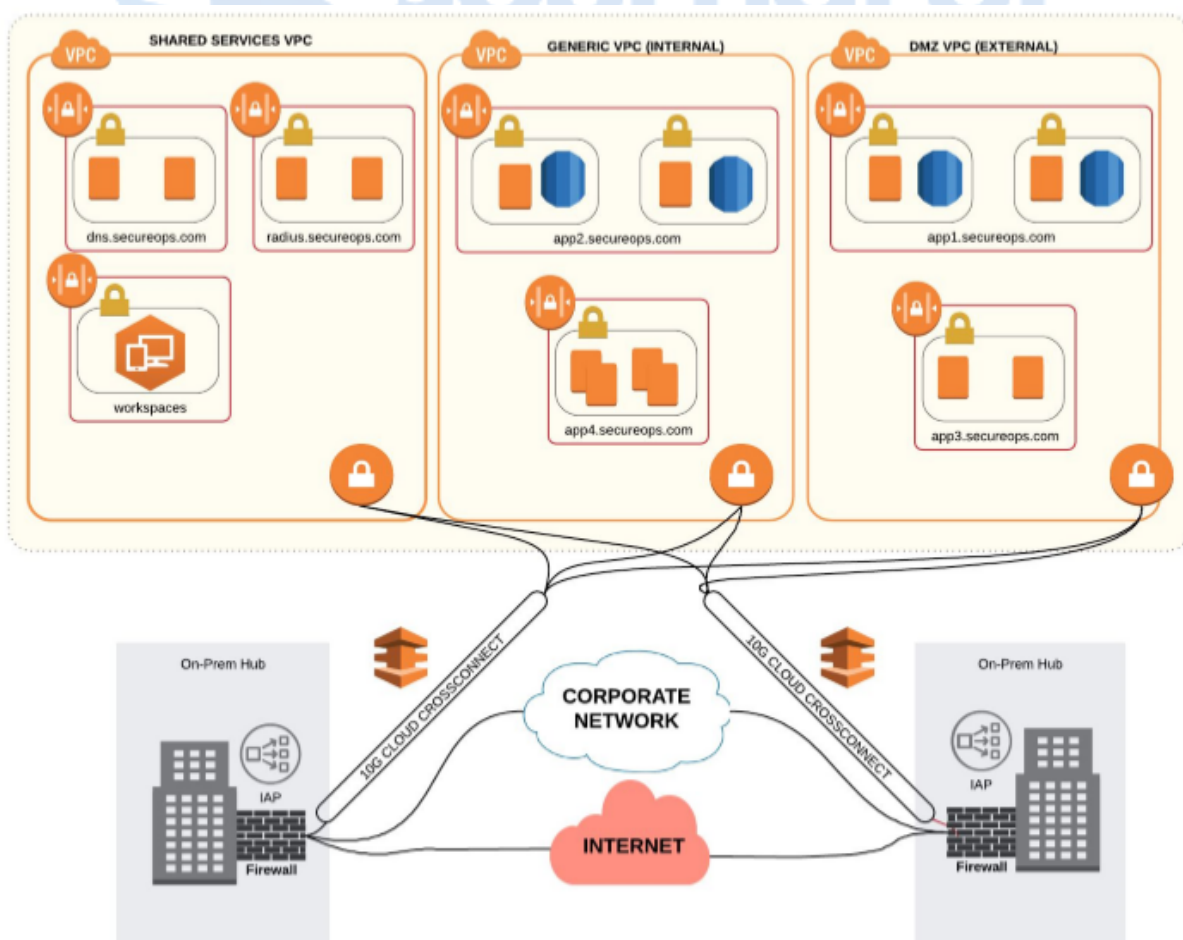 SHARED SERVICES VPC
GENERIC VPC (INTERNAL)
DMZ VPC (EXTERNAL)
VPC
VPC
VPC
dns.secureops.com
radius.secureops.com
app2.secureops.com
app1.secureops.com
workspaces
app4.secureops.com
app3.secureops.com
10G CLOUD CROSSCONNECT
10G CLOUD CROSSCONNECT
On-Prem Hub
On-Prem Hub
CORPORATE
NETWORK
IAP
IAP
INTERNET
Firewall
Firewall